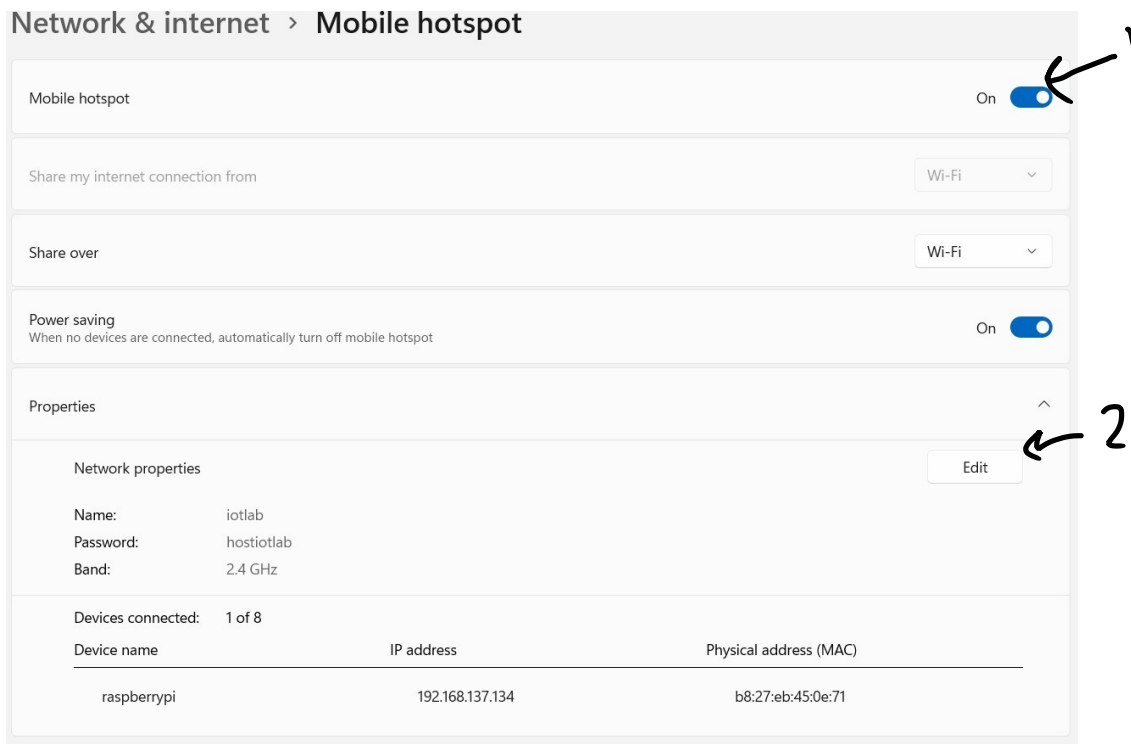 Network & internet > Mobile hotspot
Mobile hotspot On
Share my internet connection from Wi-Fi
Share over Wi-Fi
Power saving
When no devices are connected, automatically turn off mobile hotspot
On
Properties
2
Network properties Edit
Name: iotlab
Password: hostiotlab
Band: 2.4 GHz
Devices connected: 1 of 8
Device name IP address Physical address (MAC)
raspberrypi 192.168.137.134 b8:27:eb:45:0e:71